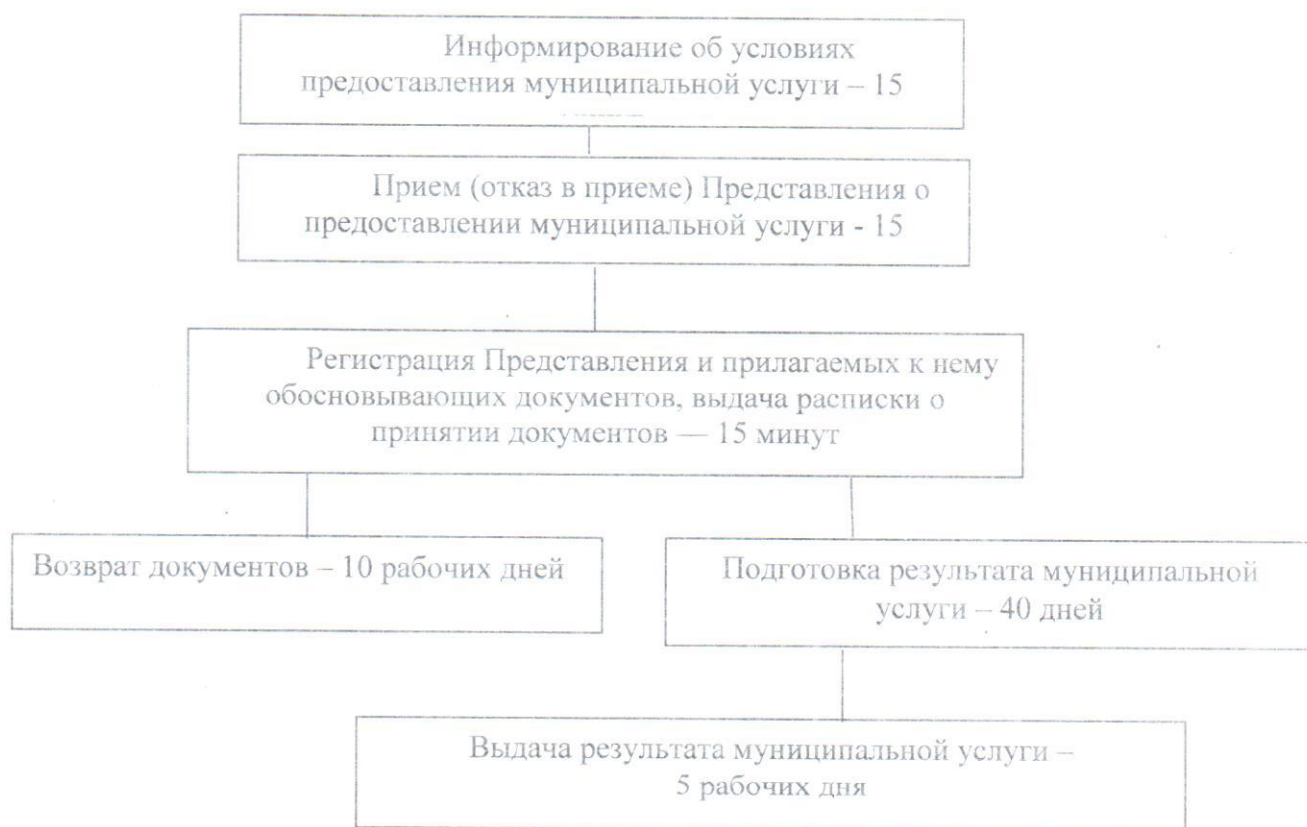 Информирование об условиях
предоставления муниципальной услуги – 15
Прием (отказ в приеме) Представления о
предоставлении муниципальной услуги - 15
Регистрация Представления и прилагаемых к нему
обосновывающих документов, выдача расписки о
принятии документов — 15 минут
Возврат документов – 10 рабочих дней
Подготовка результата муниципальной
услуги – 40 дней
Выдача результата муниципальной услуги –
5 рабочих дня